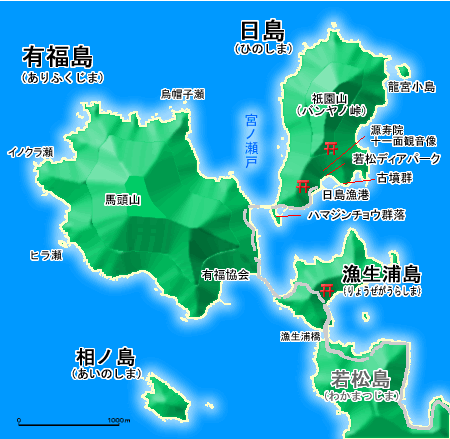 日島
(ひのしま)
有福島
(ありふくじま)
龍宮小島
烏帽子瀬
祇園山
(バンヤノ峠)
宮ノ瀬戸
源寿院
十一面観音像
イノクラ瀬
若松ディアパーク
古墳群
馬頭山
日島漁港
ハマジンチョウ群落
ヒラ瀬
有福協会
漁生浦島
(りょうぜがうらしま)
漁生浦橋
相ノ島
(あいのしま)
若松島
(わかまつじま)
0
1000m